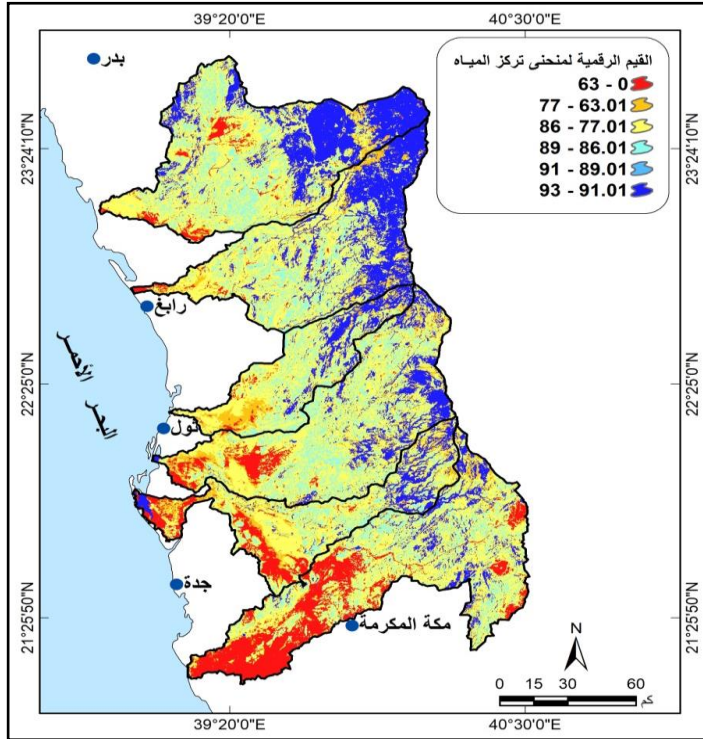 39°20'0"E
40°30'0"E
بدر
القيم الرقمية لمنحنى تركز المياه
63 - 0
77 - 63.01
86 - 77.01
89 - 86.01
91 - 89.01
93 - 91.01
23°24'10"N
23°24'10"N
رابغ
البحر الأحمر
22°25'0"N
22°25'0"N
ثول
جدة
مكة المكرمة
21°25'50"N
21°25'50"N
N
0 15 30 60
كم
39°20'0"E
40°30'0"E